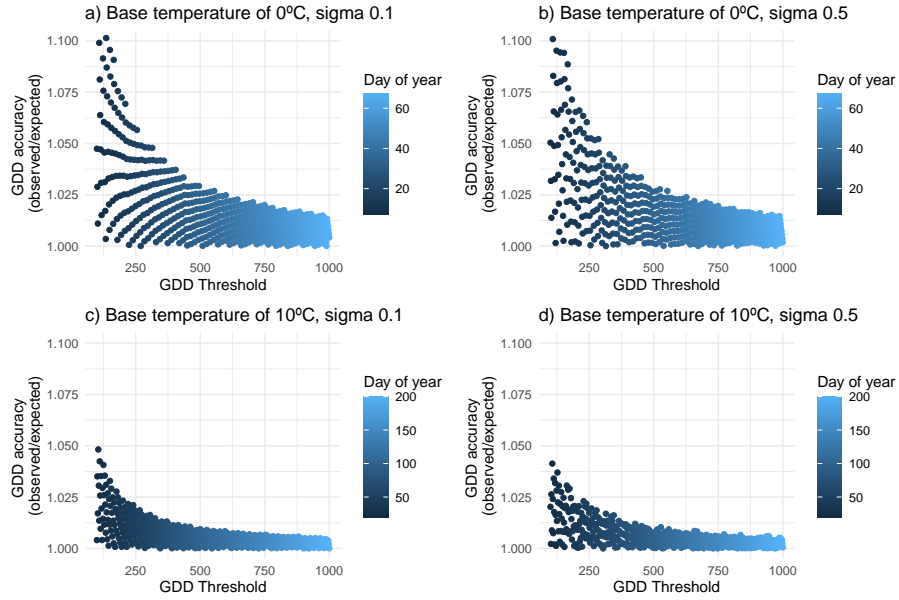 a) Base temperature of 0ºC, sigma 0.1
1.100
1.075
1.050
1.025
1.000
GDD accuracy
(observed/expected)
250
500
750
1000
GDD Threshold
Day of year
60
40
20
b) Base temperature of 0ºC, sigma 0.5
1.100
1.075
1.050
1.025
1.000
GDD accuracy
(observed/expected)
250
500
750
1000
GDD Threshold
Day of year
60
40
20
c) Base temperature of 10ºC, sigma 0.1
1.100
1.075
1.050
1.025
1.000
GDD accuracy
(observed/expected)
250
500
750
1000
GDD Threshold
Day of year
200
150
100
50
d) Base temperature of 10ºC, sigma 0.5
1.100
1.075
1.050
1.025
1.000
GDD accuracy
(observed/expected)
250
500
750
1000
GDD Threshold
Day of year
200
150
100
50